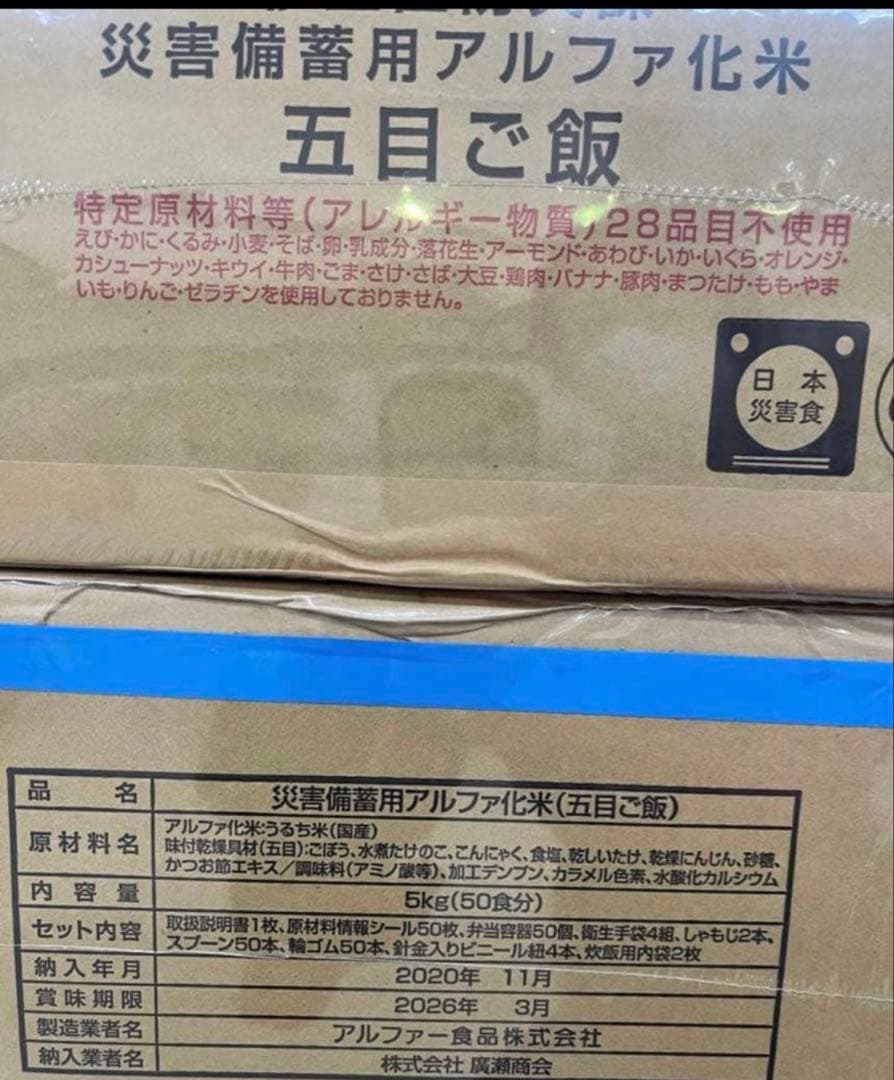 災害備蓄用アルファ化米
五目ご飯
特定原材料等(アレルギー物質)28品目不使用
えび・かに・くるみ・小麦・そば・卵・乳成分・落花生・アーモンド・あわび・いか・いくら・オレンジ・
カシューナッツ・キウイ・牛肉・ごま・さけ・さば・大豆・鶏肉・バナナ・豚肉・まつたけ・もも・やま
いも・りんご・ゼラチンを使用しておりません。
日本
災害食
品名 災害備蓄用アルファ化米(五目ご飯)
原材料名 アルファ化米:うるち米(国産)
味付乾燥具材(五目):ごぼう、水煮たけのこ、こんにゃく、食塩、乾しいたけ、乾燥にんじん、砂糖、
かつお節エキス/調味料(アミノ酸等)、加工デンプン、カラメル色素、水酸化カルシウム
内容量 5kg(50食分)
セット内容 取扱説明書1枚、原材料情報シール50枚、弁当容器50個、衛生手袋4組、しゃもじ2本、
スプーン50本、輪ゴム50本、針金入りビニール紐4本、炊飯用内袋2枚
納入年月 2020年 11月
賞味期限 2026年 3月
製造業者名 アルファー食品株式会社
納入業者名 株式会社 廣瀬商会